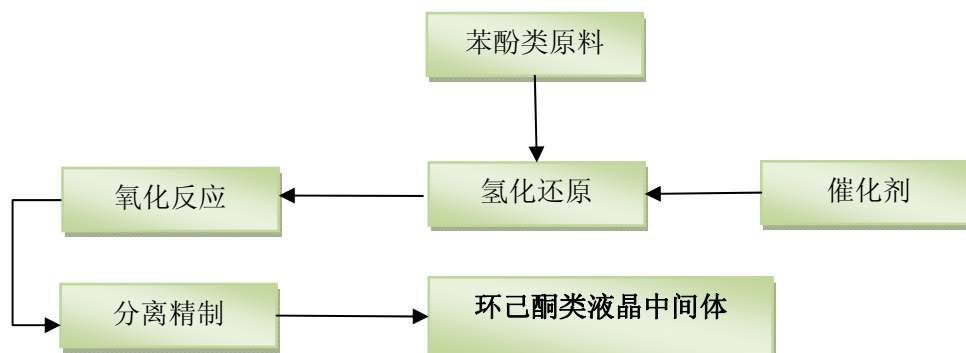 苯酚类原料
氧化反应
氢化还原
催化剂
分离精制
环己酮类液晶中间体